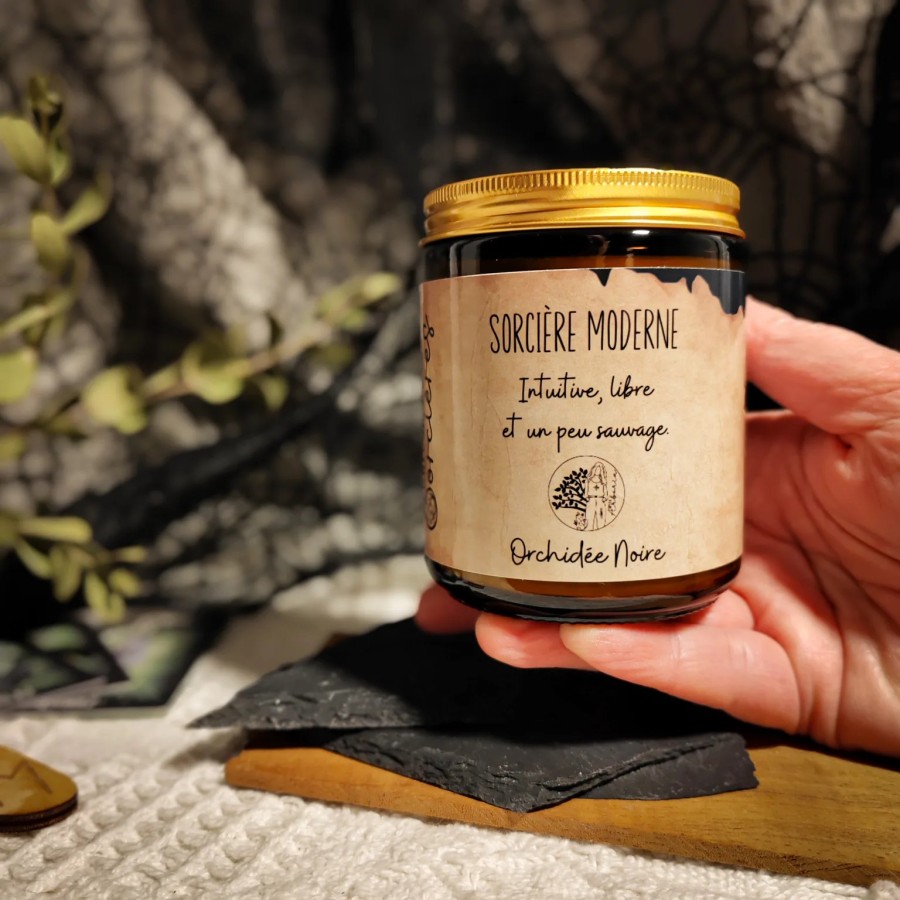 SORCIÈRE MODERNE
Intuitive, libre
et un peu sauvage.
Orchidée Noire